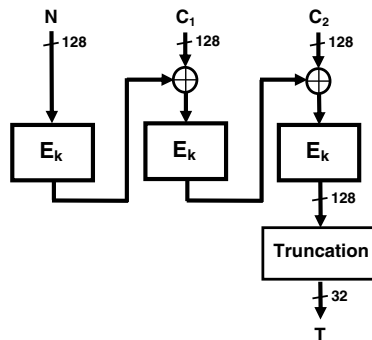 N C₁ C₂
128 128 128
Eₖ Eₖ Eₖ
128
Truncation
32
T